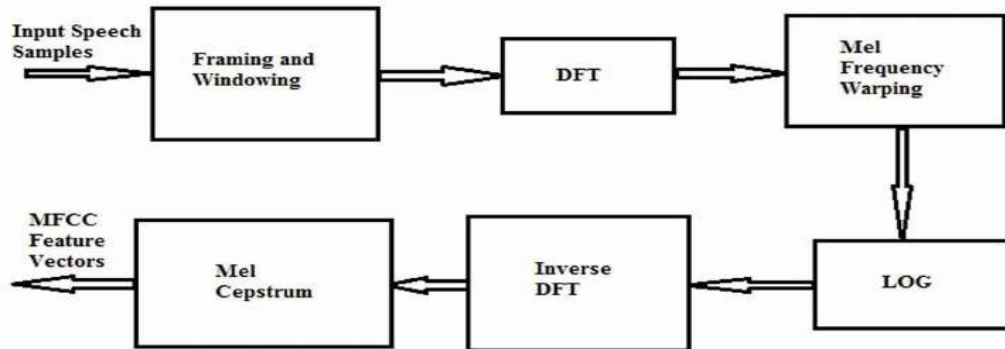 Input Speech
Samples
Framing and
Windowing
DFT
Mel
Frequency
Warping
LOG
Inverse
DFT
Mel
Cepstrum
MFCC
Feature
Vectors